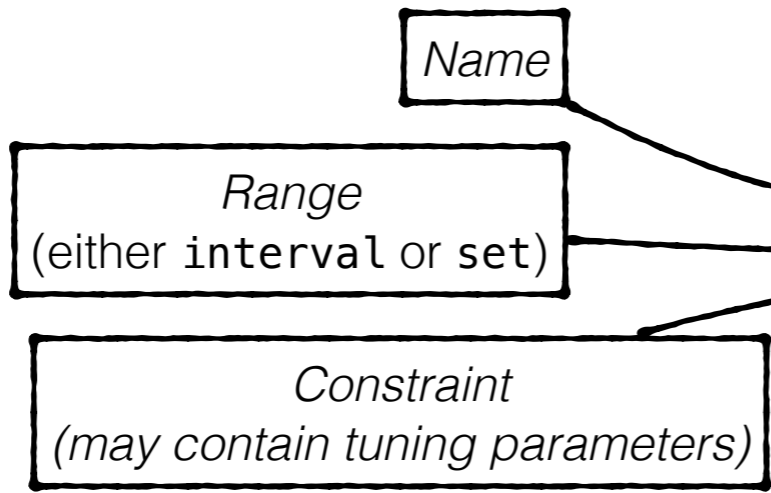 Name
Range
(either interval or set)
Constraint
(may contain tuning parameters)